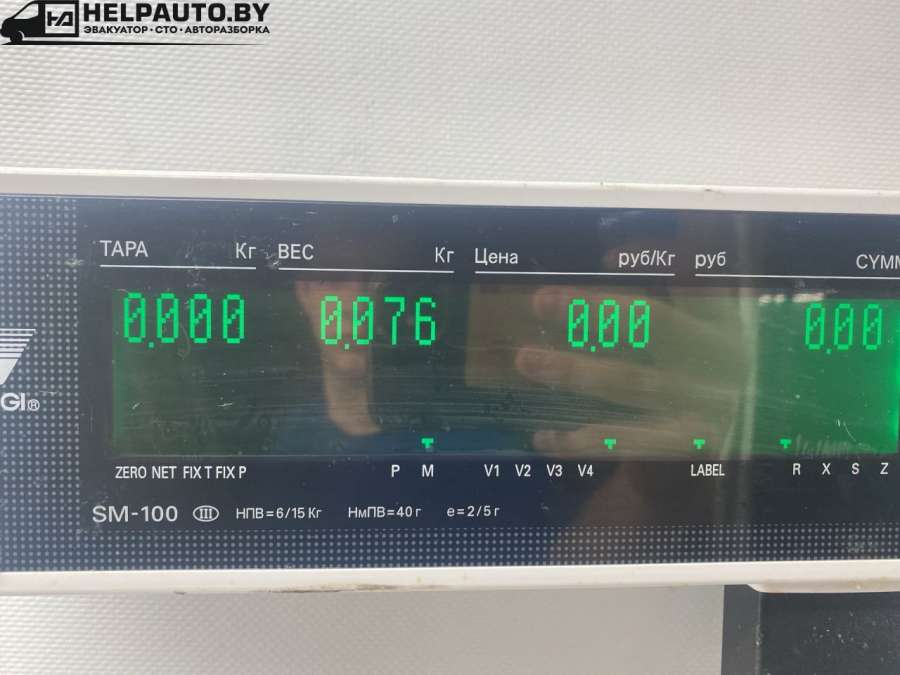 HELPAUTO.BY
ЭВАКУАТОР · СТО · АВТОРАЗБОРКА
ТАРА Кг ВЕС Кг Цена руб/Кг руб СУММ
0.000 0.076 0.00 0.00
GI®
ZERO NET FIX T FIX P P M V1 V2 V3 V4 LABEL R X S Z
SM-100 III НПВ=6/15 Кг НмПВ=40 г e=2/5 г